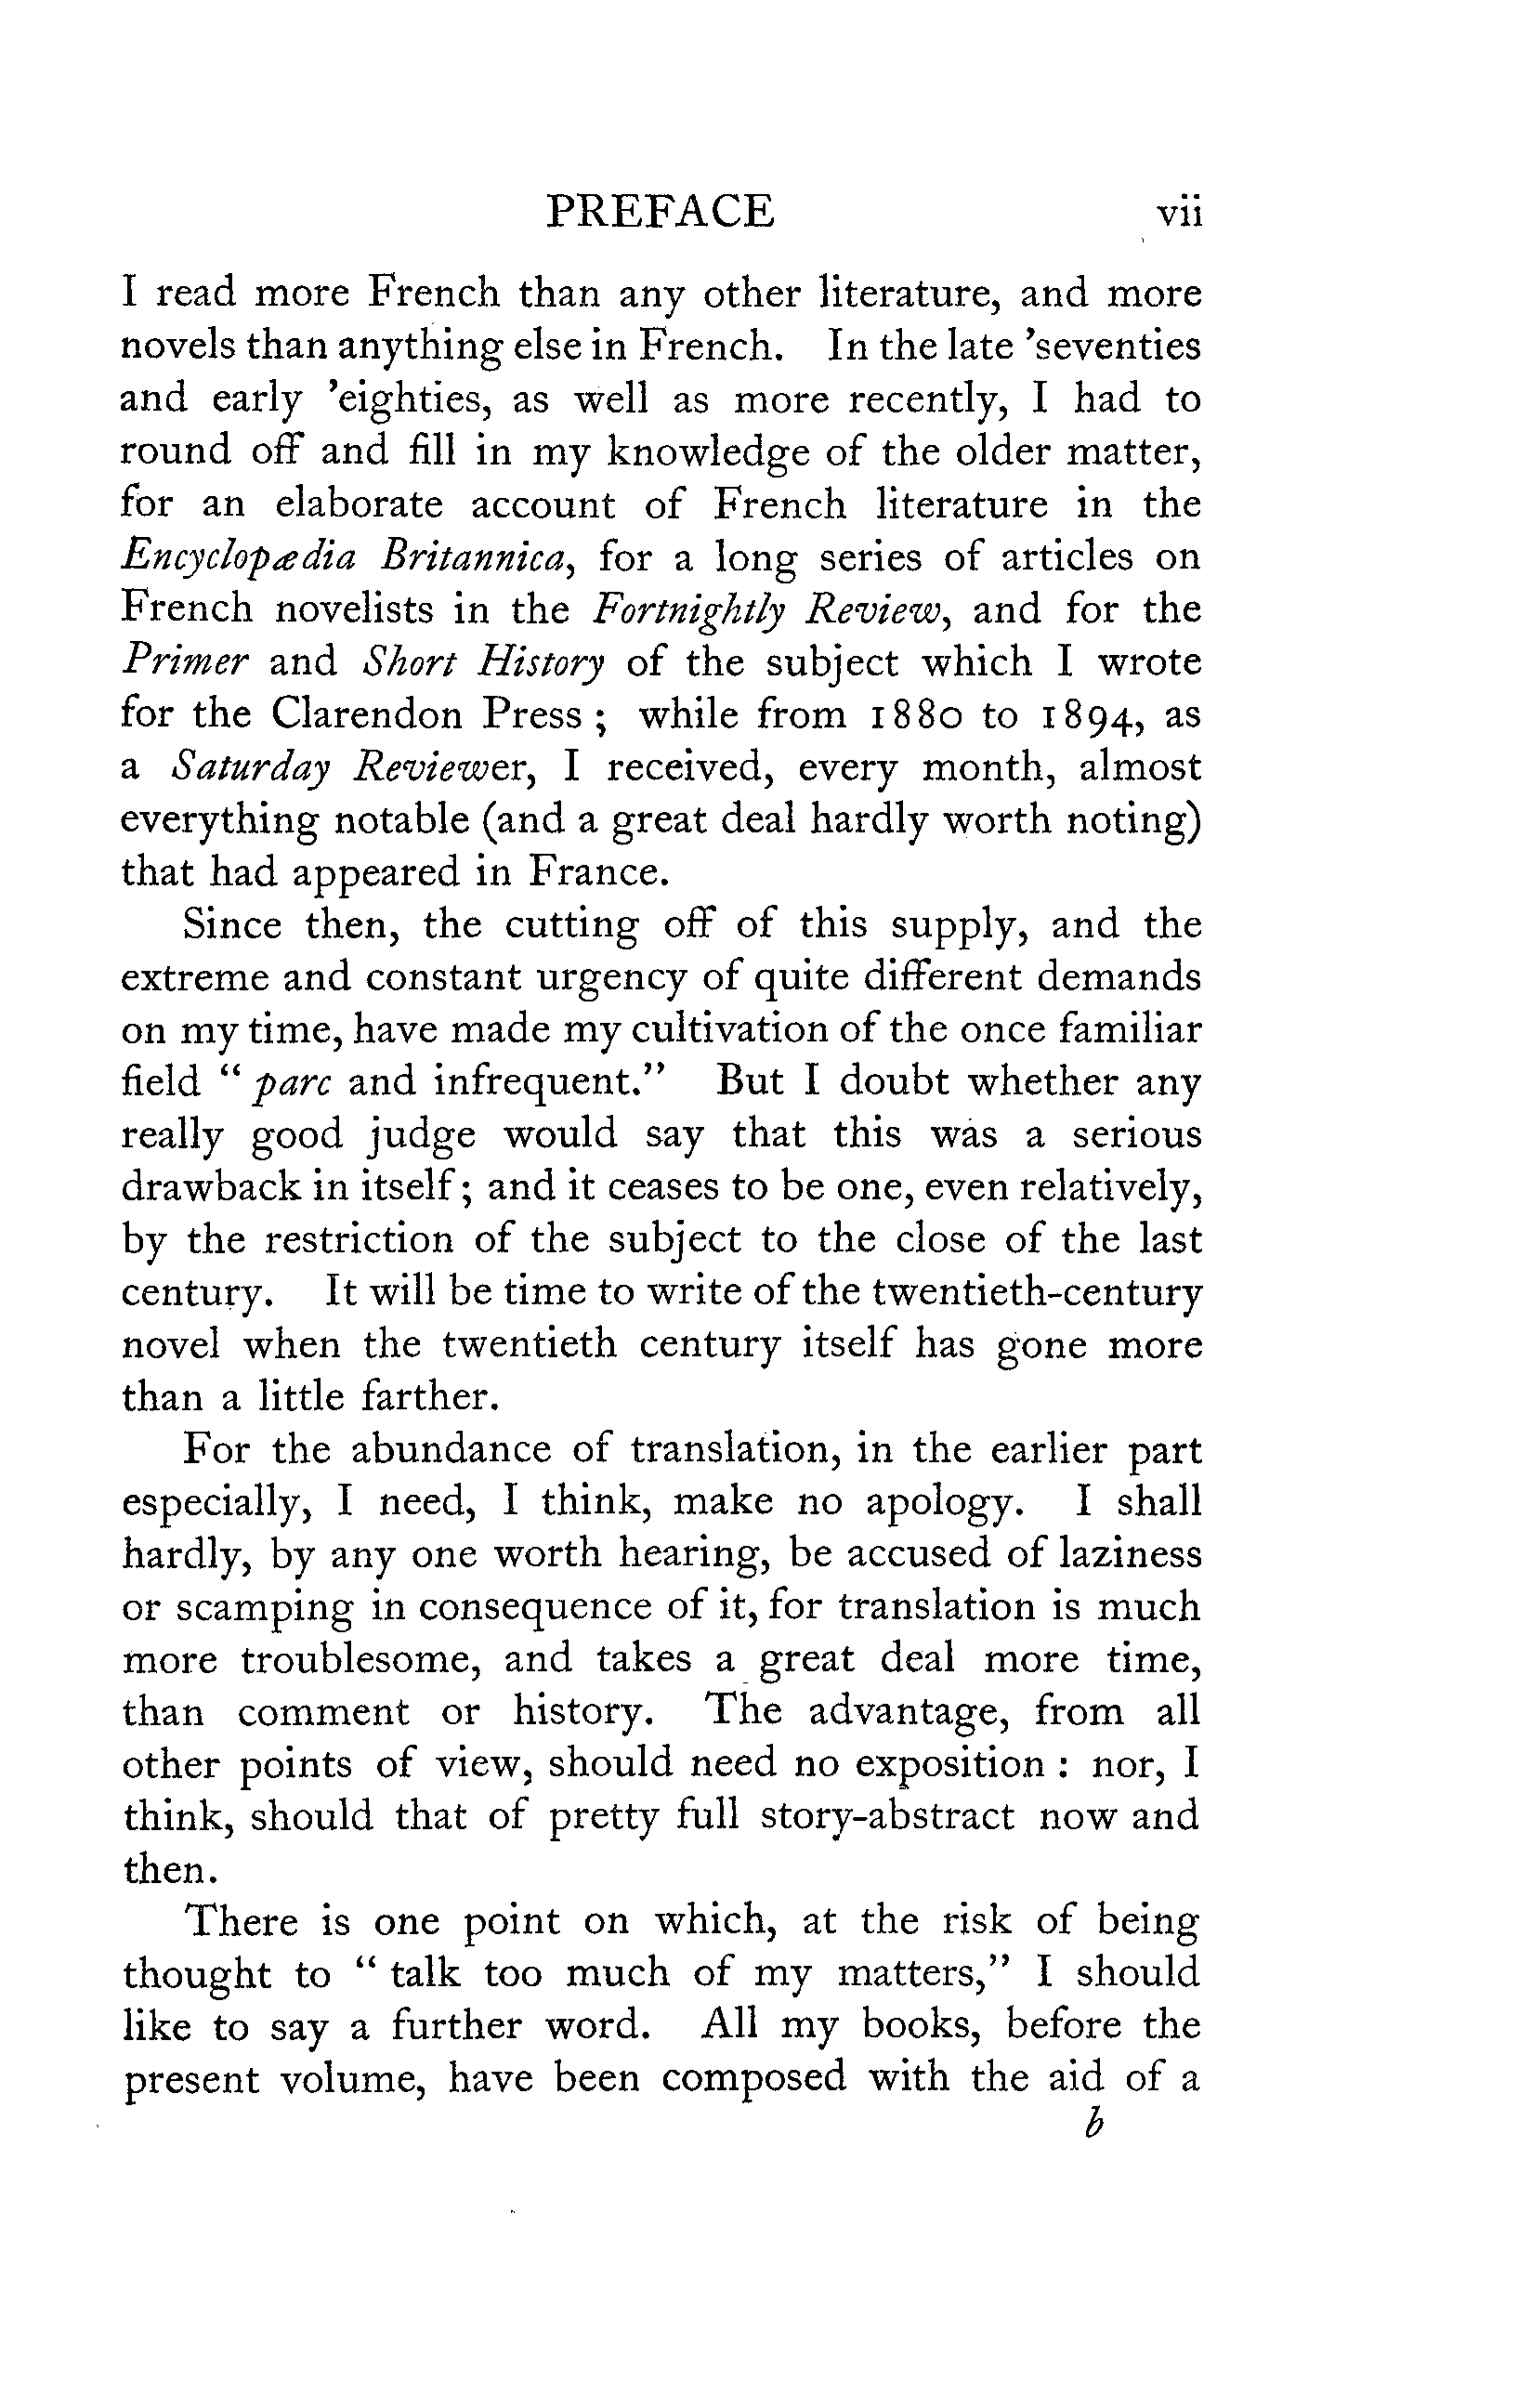 PREFACE vii
I read more French than any other literature, and more
novels than anything else in French. In the late 'seventies
and early 'eighties, as well as more recently, I had to
round off and fill in my knowledge of the older matter,
for an elaborate account of French literature in the
Encyclopædia Britannica, for a long series of articles on
French novelists in the Fortnightly Review, and for the
Primer and Short History of the subject which I wrote
for the Clarendon Press ; while from 1880 to 1894, as
a Saturday Reviewer, I received, every month, almost
everything notable (and a great deal hardly worth noting)
that had appeared in France.
Since then, the cutting off of this supply, and the
extreme and constant urgency of quite different demands
on my time, have made my cultivation of the once familiar
field " parc and infrequent." But I doubt whether any
really good judge would say that this was a serious
drawback in itself ; and it ceases to be one, even relatively,
by the restriction of the subject to the close of the last
century. It will be time to write of the twentieth-century
novel when the twentieth century itself has gone more
than a little farther.
For the abundance of translation, in the earlier part
especially, I need, I think, make no apology. I shall
hardly, by any one worth hearing, be accused of laziness
or scamping in consequence of it, for translation is much
more troublesome, and takes a great deal more time,
than comment or history. The advantage, from all
other points of view, should need no exposition : nor, I
think, should that of pretty full story-abstract now and
then.
There is one point on which, at the risk of being
thought to " talk too much of my matters," I should
like to say a further word. All my books, before the
present volume, have been composed with the aid of a
b